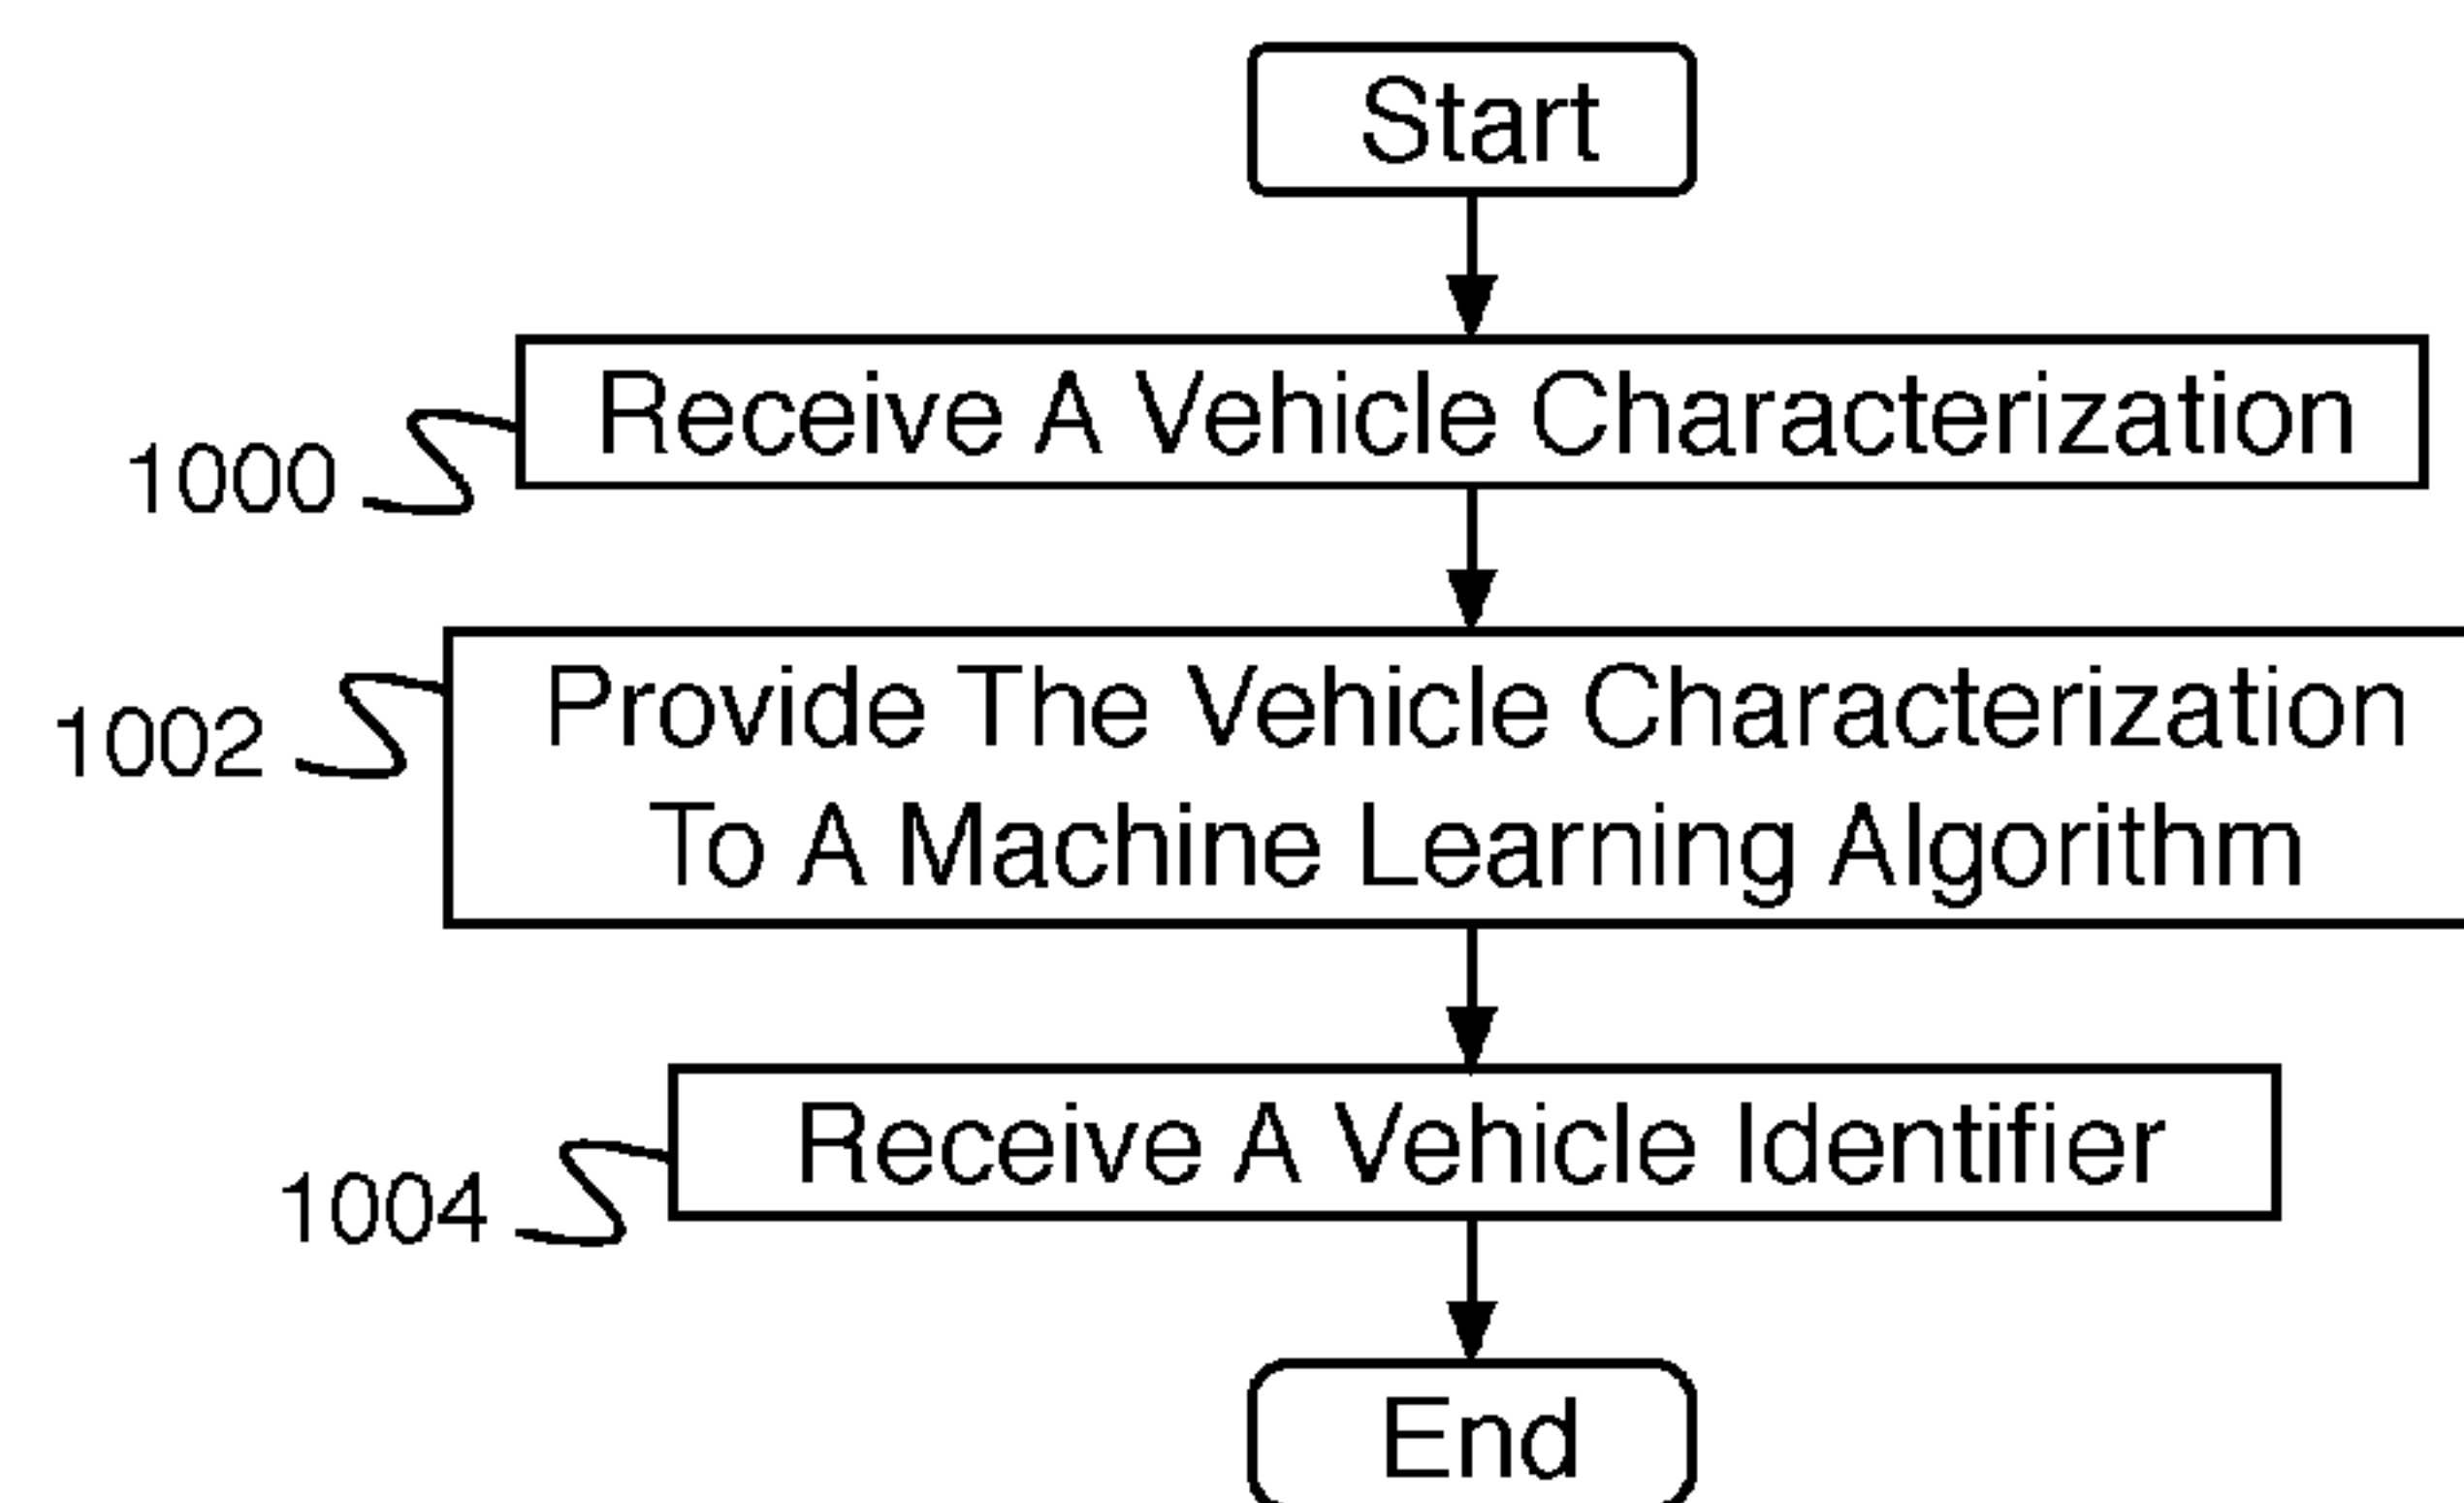 Start
Receive A Vehicle Characterization
1000
Provide The Vehicle Characterization
To A Machine Learning Algorithm
1002
Receive A Vehicle Identifier
1004
End